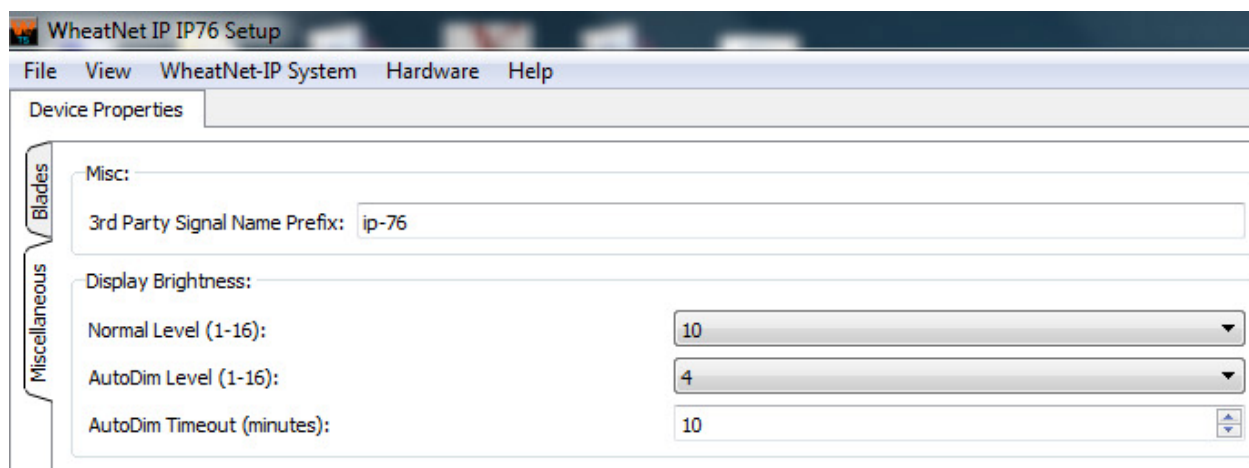 WheatNet IP IP76 Setup
File View WheatNet-IP System Hardware Help
Device Properties
Blades
Miscellaneous
Misc:
3rd Party Signal Name Prefix: ip-76
Display Brightness:
Normal Level (1-16): 10
AutoDim Level (1-16): 4
AutoDim Timeout (minutes): 10